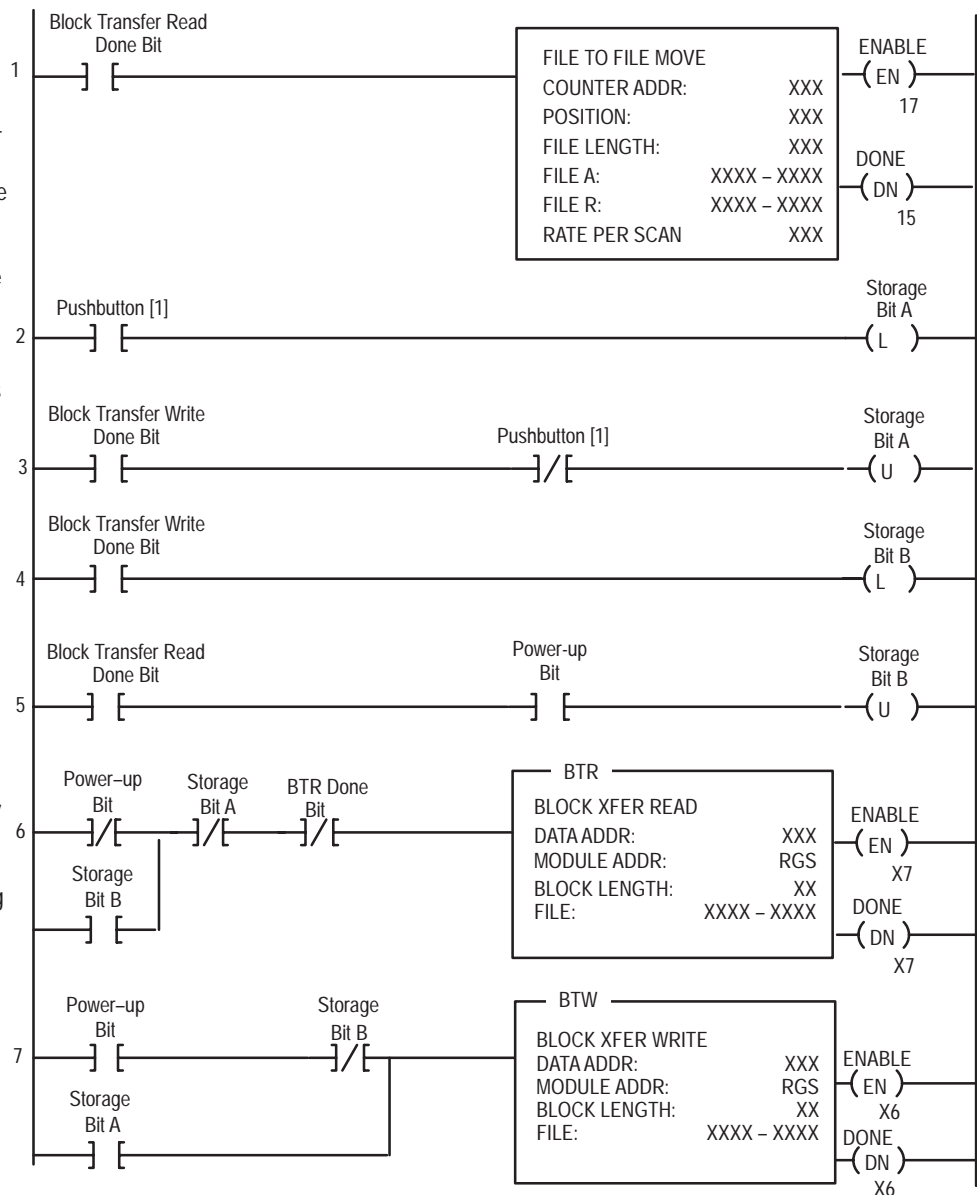 Block Transfer Read
Done Bit
1
FILE TO FILE MOVE
COUNTER ADDR: XXX
POSITION: XXX
FILE LENGTH: XXX
FILE A: XXXX – XXXX
FILE R: XXXX – XXXX
RATE PER SCAN XXX
ENABLE
EN
17
DONE
DN
15
Pushbutton [1]
2
Storage
Bit A
L
Block Transfer Write
Done Bit
3
Pushbutton [1]
Storage
Bit A
U
Block Transfer Write
Done Bit
4
Storage
Bit B
L
Block Transfer Read
Done Bit
5
Power-up
Bit
Storage
Bit B
U
Power–up
Bit
6
Storage
Bit A
BTR Done
Bit
Storage
Bit B
BTR
BLOCK XFER READ
DATA ADDR: XXX
MODULE ADDR: RGS
BLOCK LENGTH: XX
FILE: XXXX – XXXX
ENABLE
EN
X7
DONE
DN
X7
Power–up
Bit
7
Storage
Bit B
Storage
Bit A
BTW
BLOCK XFER WRITE
DATA ADDR: XXX
MODULE ADDR: RGS
BLOCK LENGTH: XX
FILE: XXXX – XXXX
ENABLE
EN
X6
DONE
DN
X6